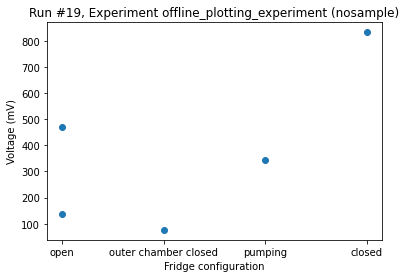 Run #19, Experiment offline_plotting_experiment (nosample)
800
700
600
500
400
300
200
100
Voltage (mV)
open outer chamber closed pumping closed
Fridge configuration